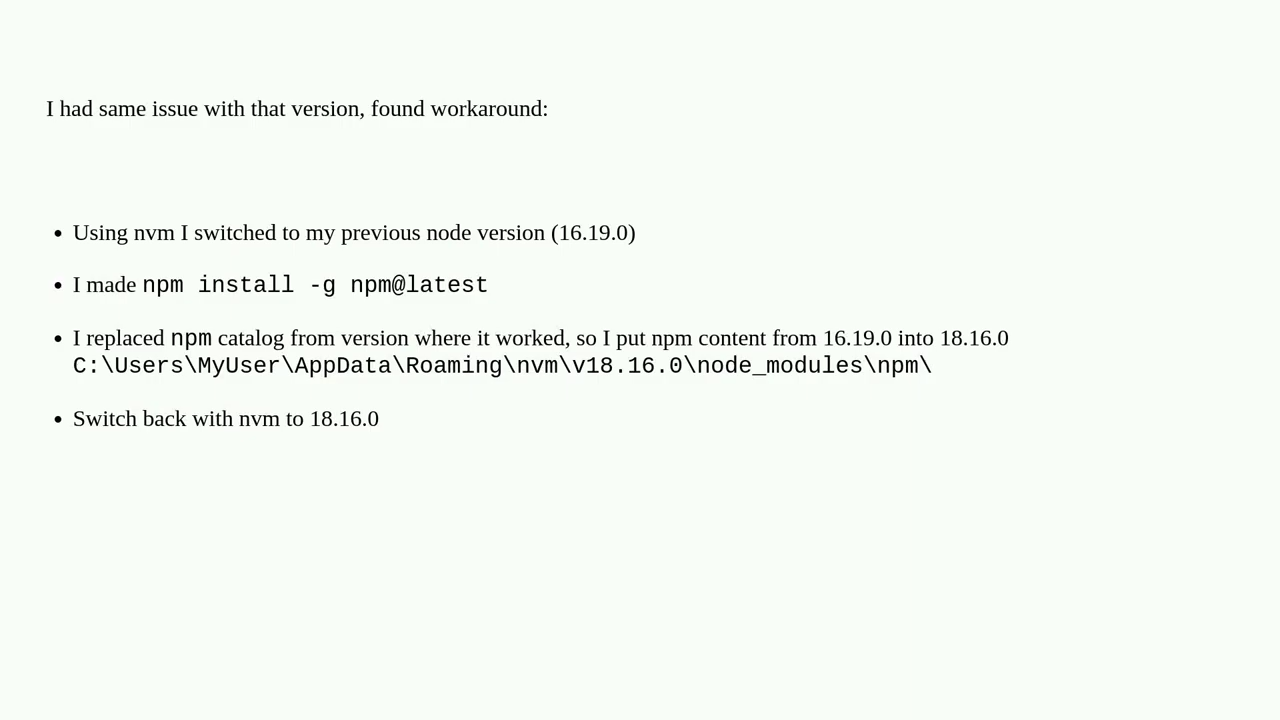 I had same issue with that version, found workaround:
• Using nvm I switched to my previous node version (16.19.0)
• I made npm install -g npm@latest
• I replaced npm catalog from version where it worked, so I put npm content from 16.19.0 into 18.16.0
C:\Users\MyUser\AppData\Roaming\nvm\v18.16.0\node_modules\npm\
• Switch back with nvm to 18.16.0